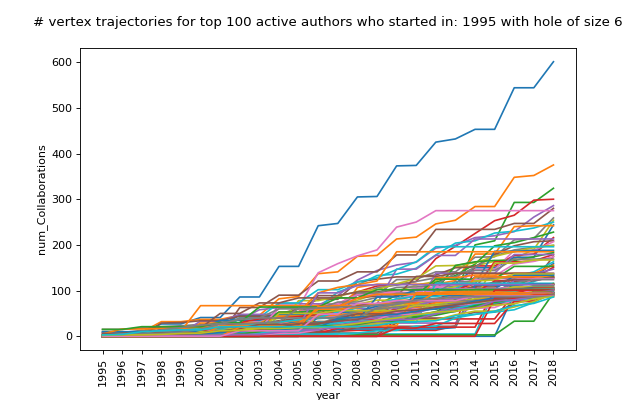 # vertex trajectories for top 100 active authors who started in: 1995 with hole of size 6
600
500
400
300
200
100
0
num_Collaborations
1995 1996 1997 1998 1999 2000 2001 2002 2003 2004 2005 2006 2007 2008 2009 2010 2011 2012 2013 2014 2015 2016 2017 2018
year